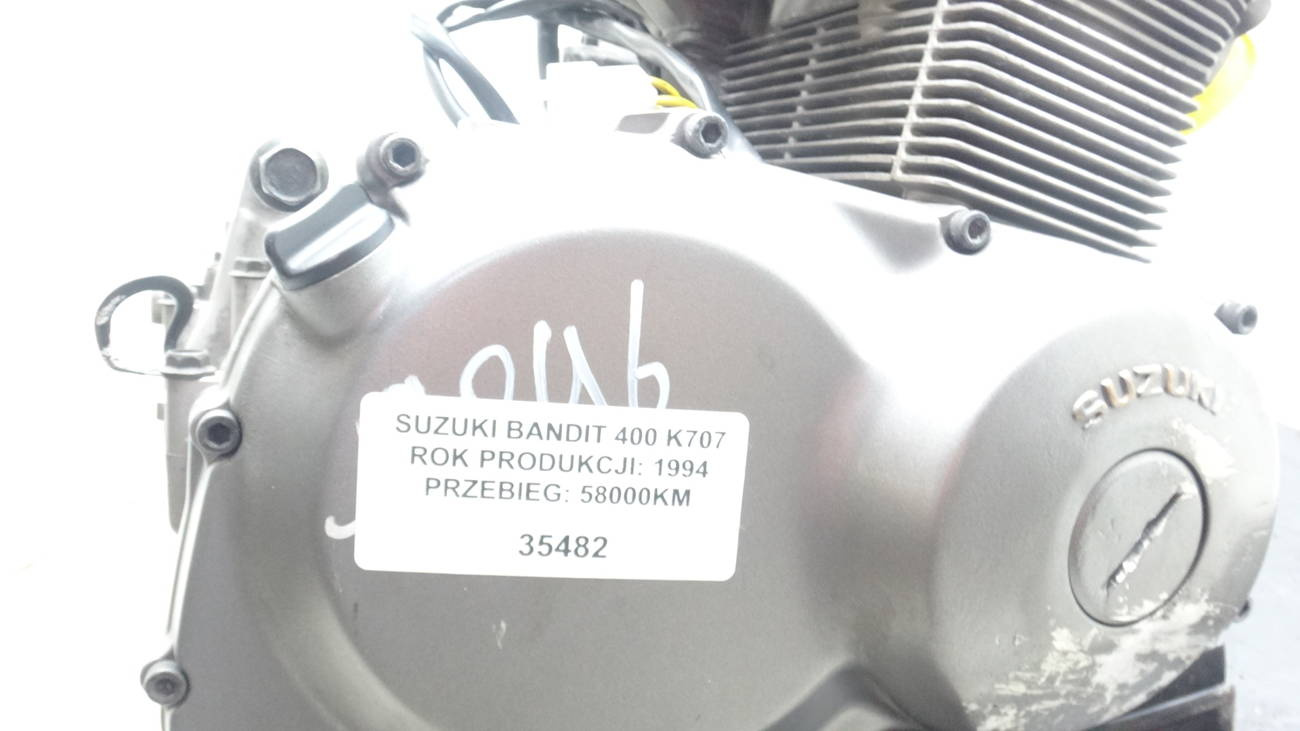 SUZUKI
SUZUKI BANDIT 400 K707
ROK PRODUKCJI: 1994
PRZEBIEG: 58000KM
35482